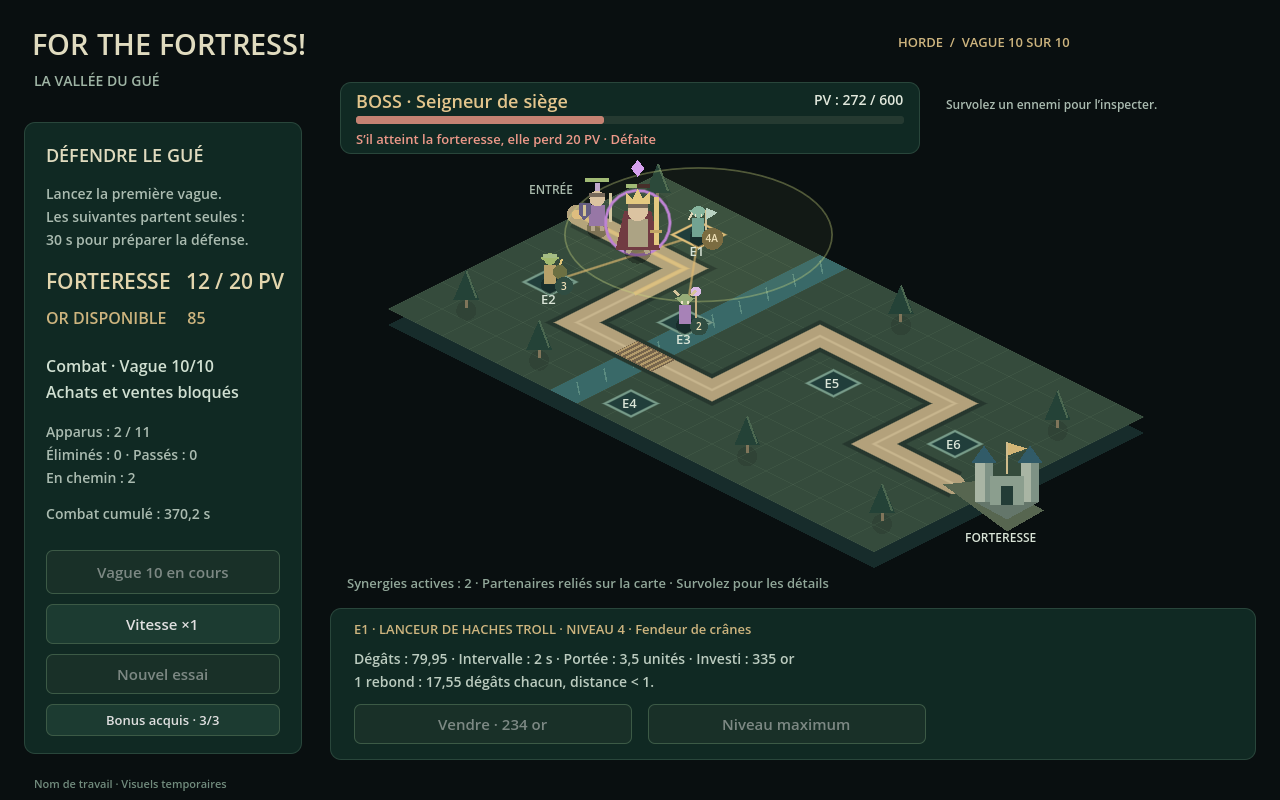 FOR THE FORTRESS!
LA VALLÉE DU GUÉ
HORDE / VAGUE 10 SUR 10
BOSS · Seigneur de siège
PV : 272 / 600
S’il atteint la forteresse, elle perd 20 PV · Défaite
Survolez un ennemi pour l’inspecter.
DÉFENDRE LE GUÉ
Lancez la première vague.
Les suivantes partent seules :
30 s pour préparer la défense.
FORTERESSE 12 / 20 PV
OR DISPONIBLE 85
Combat · Vague 10/10
Achats et ventes bloqués
Apparus : 2 / 11
Éliminés : 0 · Passés : 0
En chemin : 2
Combat cumulé : 370,2 s
Vague 10 en cours
Vitesse ×1
Nouvel essai
Bonus acquis · 3/3
ENTRÉE
4A
E1
3
E2
2
E3
E4
E5
E6
FORTERESSE
Synergies actives : 2 · Partenaires reliés sur la carte · Survolez pour les détails
E1 · LANCEUR DE HACHES TROLL · NIVEAU 4 · Fendeur de crânes
Dégâts : 79,95 · Intervalle : 2 s · Portée : 3,5 unités · Investi : 335 or
1 rebond : 17,55 dégâts chacun, distance < 1.
Vendre · 234 or
Niveau maximum
Nom de travail · Visuels temporaires